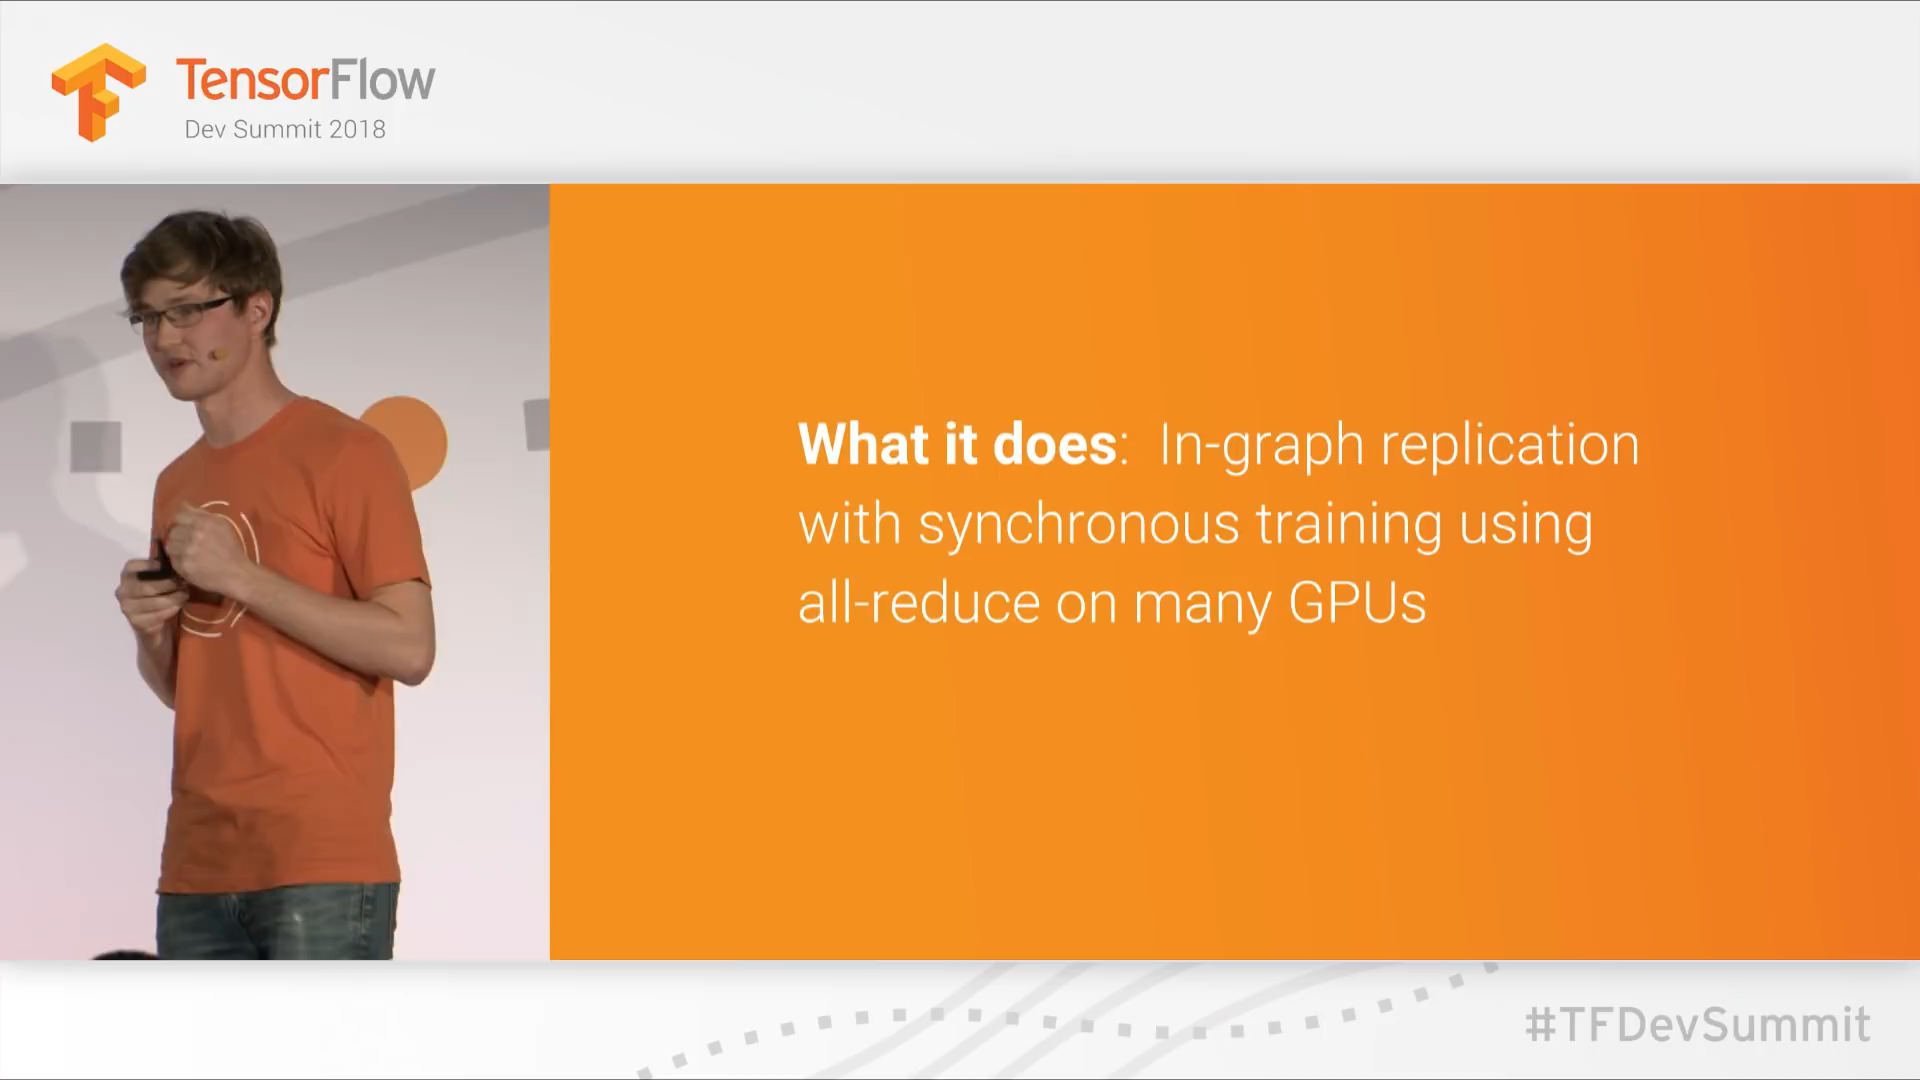 TensorFlow
Dev Summit 2018
What it does: In-graph replication
with synchronous training using
all-reduce on many GPUs
#TFDevSummit